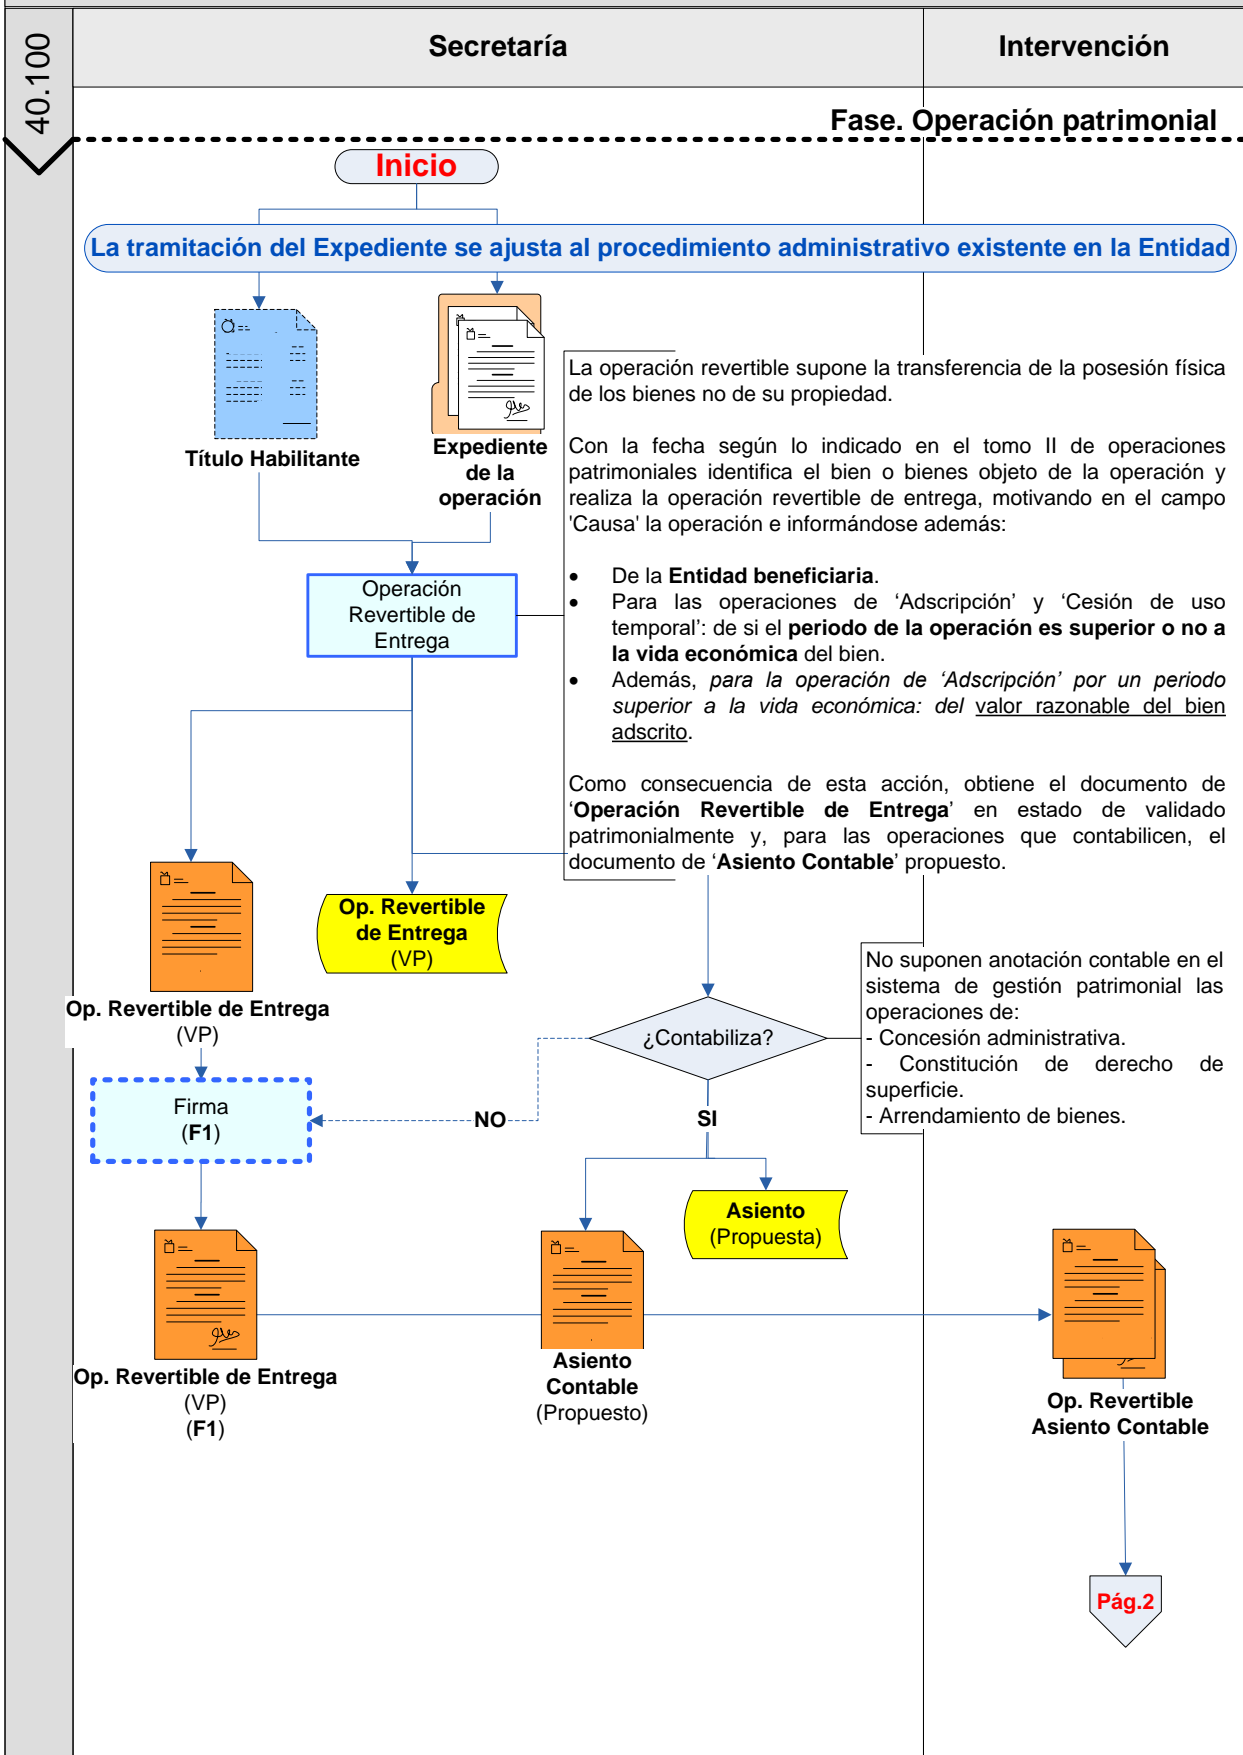 40.100
Secretaría
Intervención
Fase. Operación patrimonial
Inicio
La tramitación del Expediente se ajusta al procedimiento administrativo existente en la Entidad
Título Habilitante
Expediente
de la
operación
La operación revertible supone la transferencia de la posesión física
de los bienes no de su propiedad.
Con la fecha según lo indicado en el tomo II de operaciones
patrimoniales identifica el bien o bienes objeto de la operación y
realiza la operación revertible de entrega, motivando en el campo
'Causa' la operación e informándose además:
• De la Entidad beneficiaria.
• Para las operaciones de ‘Adscripción’ y ‘Cesión de uso
temporal’: de si el periodo de la operación es superior o no a
la vida económica del bien.
• Además, para la operación de ‘Adscripción’ por un periodo
superior a la vida económica: del valor razonable del bien
adscrito.
Como consecuencia de esta acción, obtiene el documento de
‘Operación Revertible de Entrega’ en estado de validado
patrimonialmente y, para las operaciones que contabilicen, el
documento de ‘Asiento Contable’ propuesto.
Operación
Revertible de
Entrega
Op. Revertible
de Entrega
(VP)
Op. Revertible de Entrega
(VP)
¿Contabiliza?
No suponen anotación contable en el
sistema de gestión patrimonial las
operaciones de:
- Concesión administrativa.
- Constitución de derecho de
superficie.
- Arrendamiento de bienes.
Firma
(F1)
NO
SI
Asiento
(Propuesta)
Op. Revertible de Entrega
(VP)
(F1)
Asiento
Contable
(Propuesto)
Op. Revertible
Asiento Contable
Pág.2